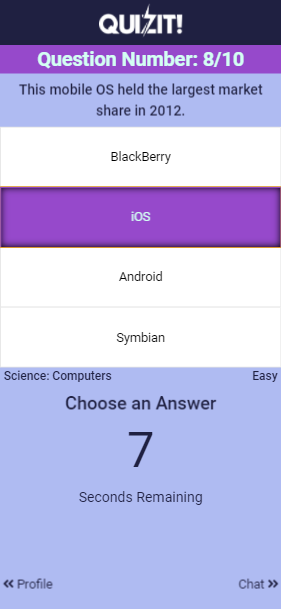 QUIZIT!
Question Number: 8/10
This mobile OS held the largest market
share in 2012.
BlackBerry
iOS
Android
Symbian
Science: Computers Easy
Choose an Answer
7
Seconds Remaining
« Profile Chat »